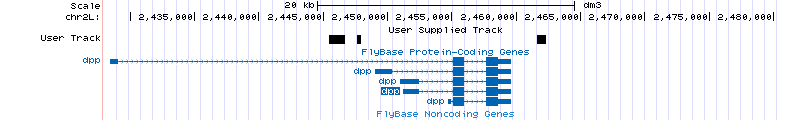 Scale 20 kb dm3
chr2L: 2,435,000 2,440,000 2,445,000 2,450,000 2,455,000 2,460,000 2,465,000 2,470,000 2,475,000 2,480,000
User Supplied Track
User Track
FlyBase Protein-Coding Genes
dpp
dpp
dpp
dpp
dpp
FlyBase Noncoding Genes